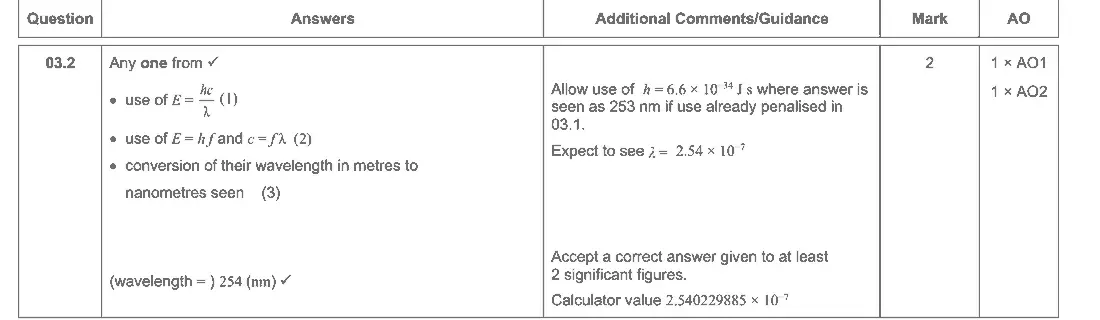 Question Answers Additional Comments/Guidance Mark AO
03.2 Any one from ✓ 2 1 × AO1
• use of E = hc/λ (1)
Allow use of h = 6.6 × 10⁻³⁴ J s where answer is
1 × AO2
seen as 253 nm if use already penalised in
03.1.
• use of E = hf and c = fλ (2)
Expect to see λ = 2.54 × 10⁻⁷
• conversion of their wavelength in metres to
nanometres seen (3)
Accept a correct answer given to at least
2 significant figures.
(wavelength = ) 254 (nm) ✓
Calculator value 2.540229885 × 10⁻⁷